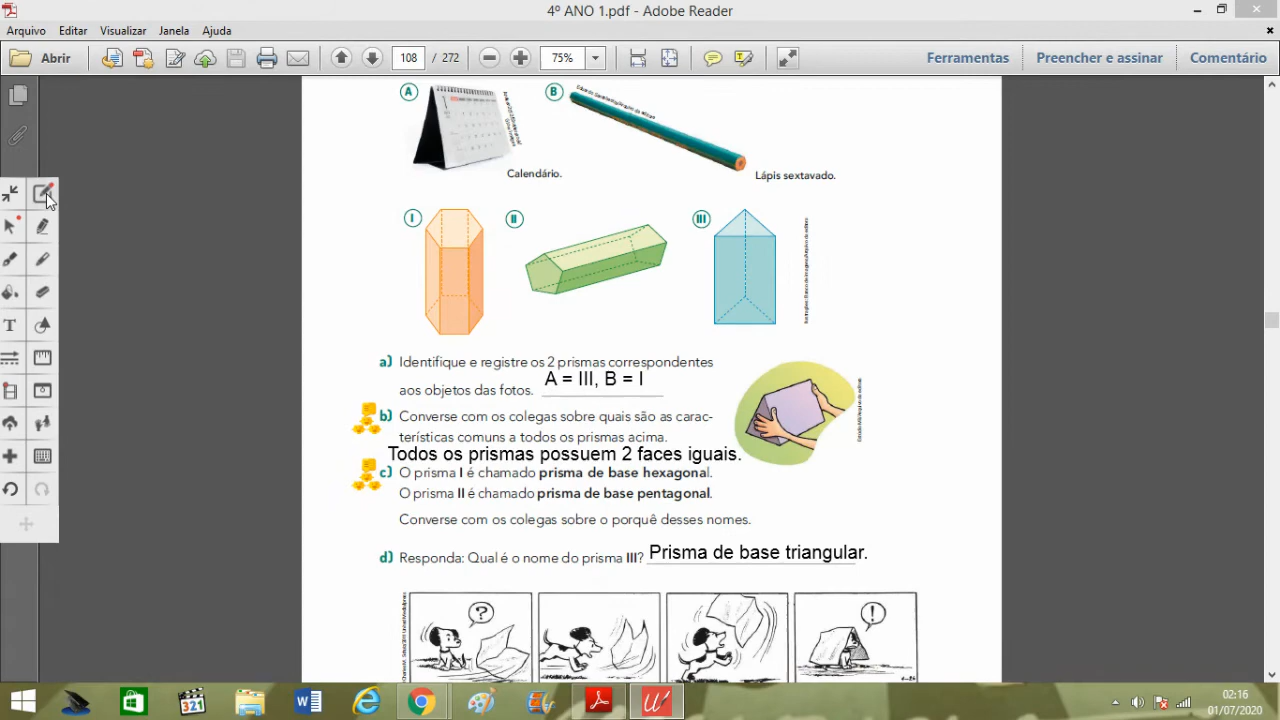 4º ANO 1.pdf - Adobe Reader
Arquivo Editar Visualizar Janela Ajuda
Abrir 108 / 272 75% Ferramentas Preencher e assinar Comentário
A B
Calendário. Lápis sextavado.
I II III
a) Identifique e registre os 2 prismas correspondentes
aos objetos das fotos. A = III, B = I
b) Converse com os colegas sobre quais são as carac-
terísticas comuns a todos os prismas acima.
Todos os prismas possuem 2 faces iguais.
c) O prisma I é chamado prisma de base hexagonal.
O prisma II é chamado prisma de base pentagonal.
Converse com os colegas sobre o porquê desses nomes.
d) Responda: Qual é o nome do prisma III? Prisma de base triangular.
? !
321
02:16
01/07/2020